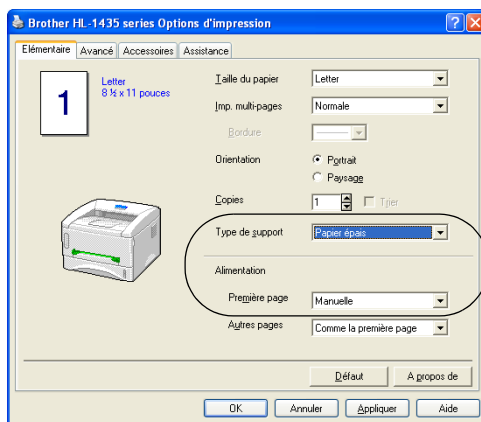 Brother HL-1435 series Options d'impression
Elémentaire Avancé Accessoires Assistance
1
Letter
8 ½ x 11 pouces
Taille du papier Letter
Imp. multi-pages Normale
Bordure
Orientation Portrait
Paysage
Copies 1 Trier
Type de support Papier épais
Alimentation
Première page Manuelle
Autres pages Comme la première page
Défaut A propos de
OK Annuler Appliquer Aide